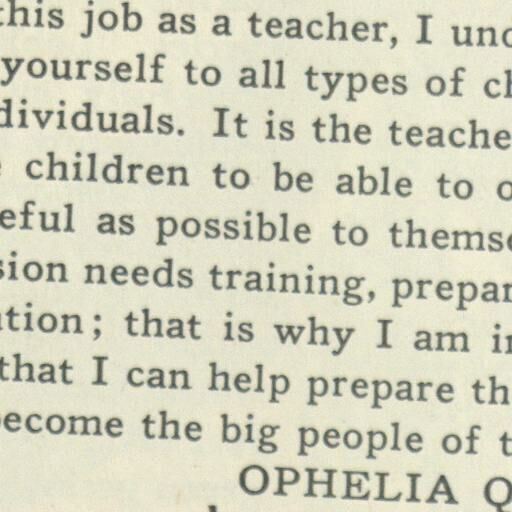 this job as a teacher, I und
yourself to all types of ch
dividuals. It is the teache
children to be able to o
eful as possible to themse
sion needs training, prepar
ation; that is why I am in
that I can help prepare th
become the big people of t
OPHELIA Q